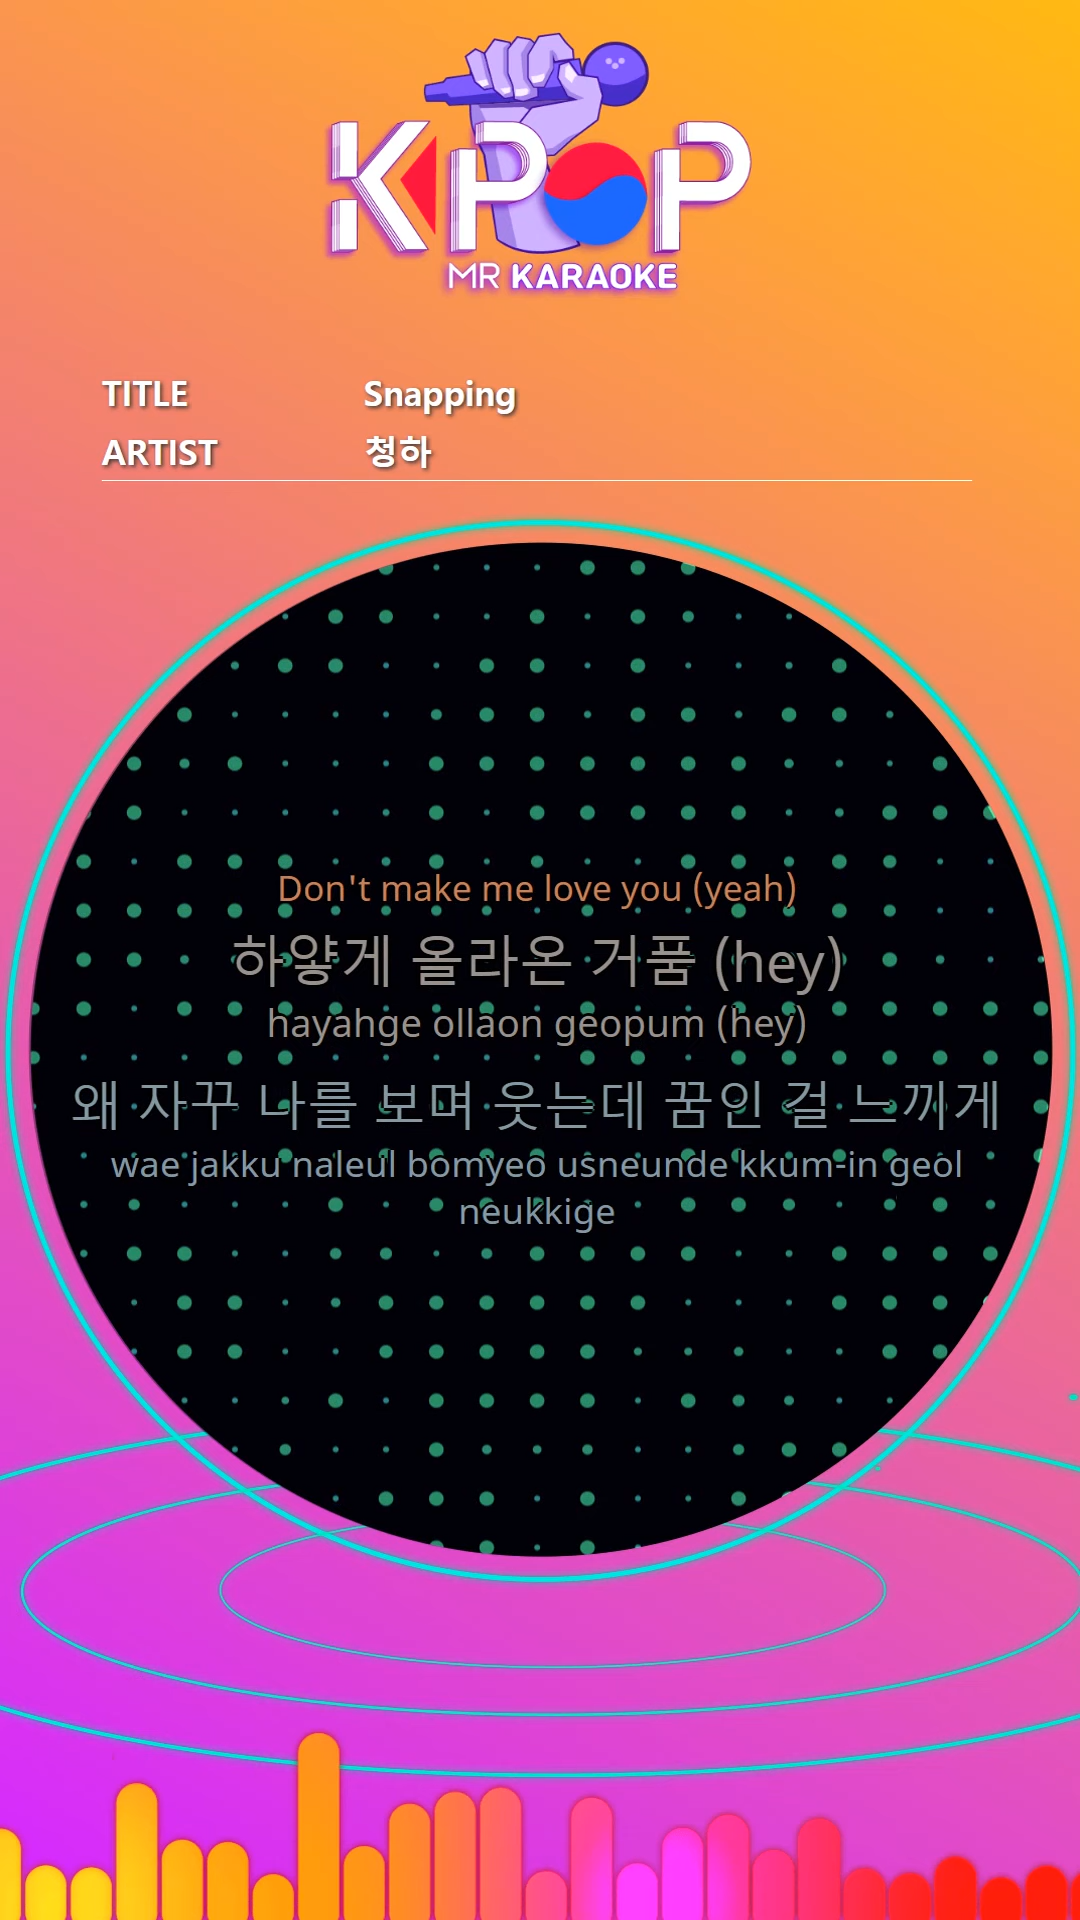 KPOP
MR KARAOKE
TITLE Snapping
ARTIST 청하
Don't make me love you (yeah)
하얗게 올라온 거품 (hey)
hayahge ollaon geopum (hey)
왜 자꾸 나를 보며 웃는데 꿈인 걸 느끼게
wae jakku naleul bomyeo usneunde kkum-in geol
neukkige